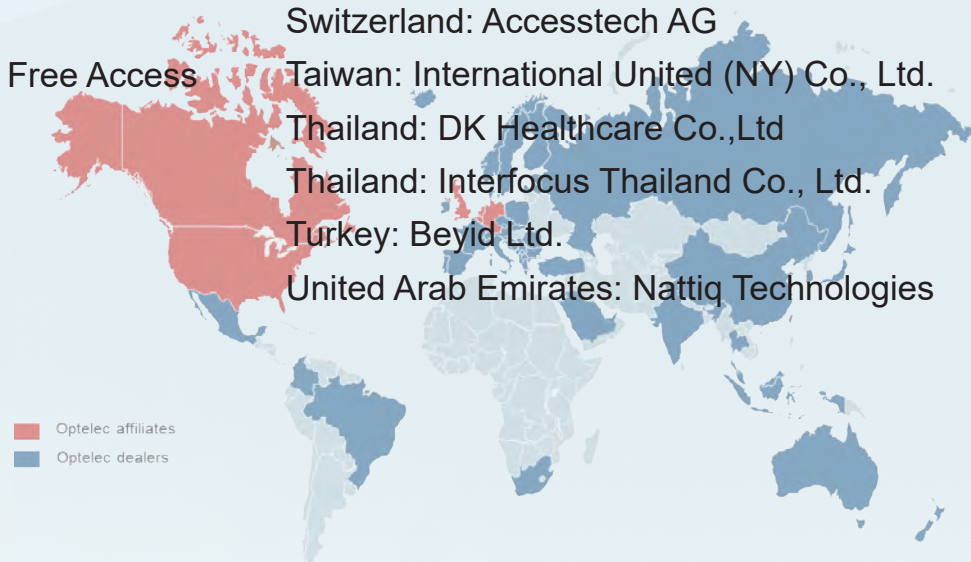 Switzerland: Accesstech AG
Free Access
Taiwan: International United (NY) Co., Ltd.
Thailand: DK Healthcare Co.,Ltd
Thailand: Interfocus Thailand Co., Ltd.
Turkey: Beyid Ltd.
United Arab Emirates: Nattiq Technologies
Optelec affiliates
Optelec dealers